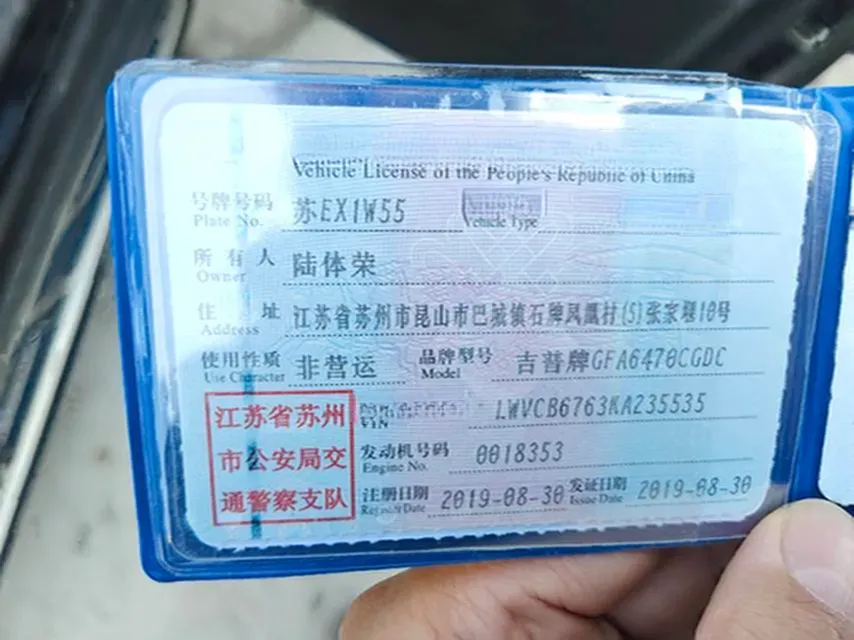 Vehicle License of the People's Republic of China
号牌号码 苏EX1W55 Vehicle Type
Plate No.
所有人 陆体荣
Owner
住址 江苏省苏州市昆山市巴城镇石牌凤凰村(5)张家堰10号
Address
使用性质 非营运 品牌型号 吉普牌GFA6470CGDC
Use Character Model
江苏省苏州 LWVCB6763KA235535
VIN
市公安局交 发动机号码 0018353
Engine No.
通警察支队 注册日期 2019-08-30 发证日期 2019-08-30
Register Date Issue Date